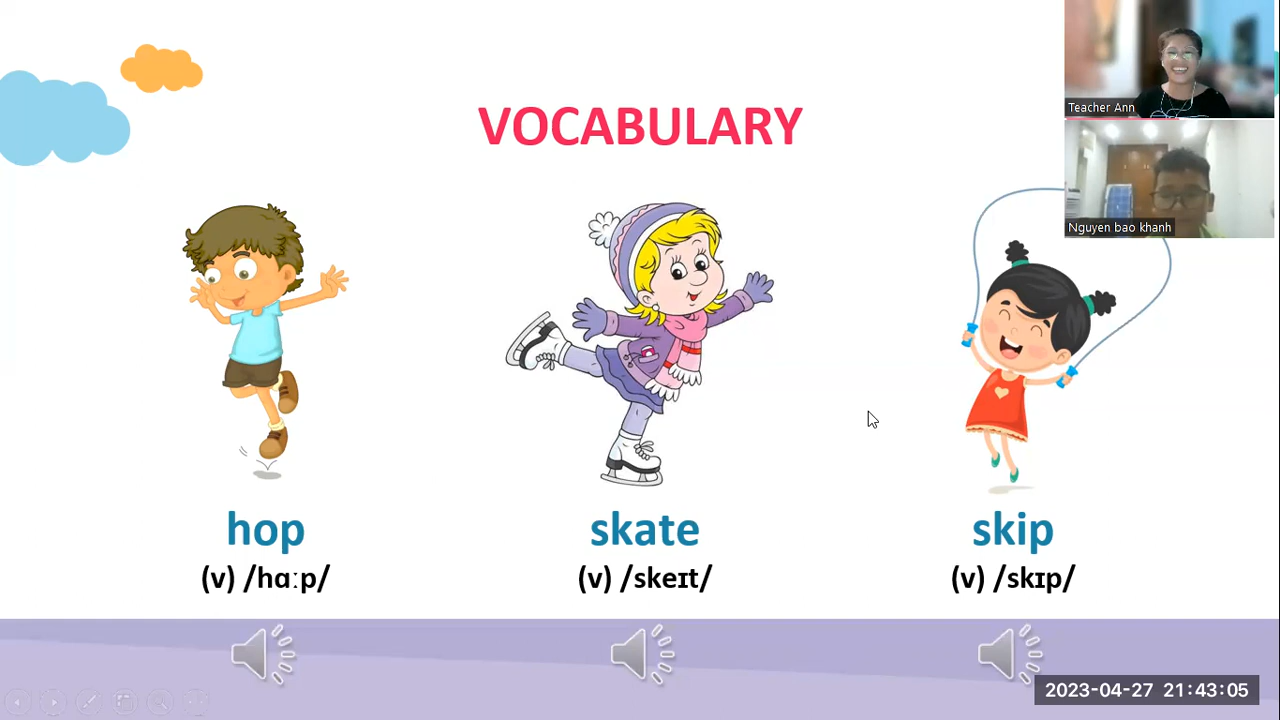 VOCABULARY
Teacher Ann
Nguyen bao khanh
hop
(v) /hɑːp/
skate
(v) /skeɪt/
skip
(v) /skɪp/
2023-04-27 21:43:05